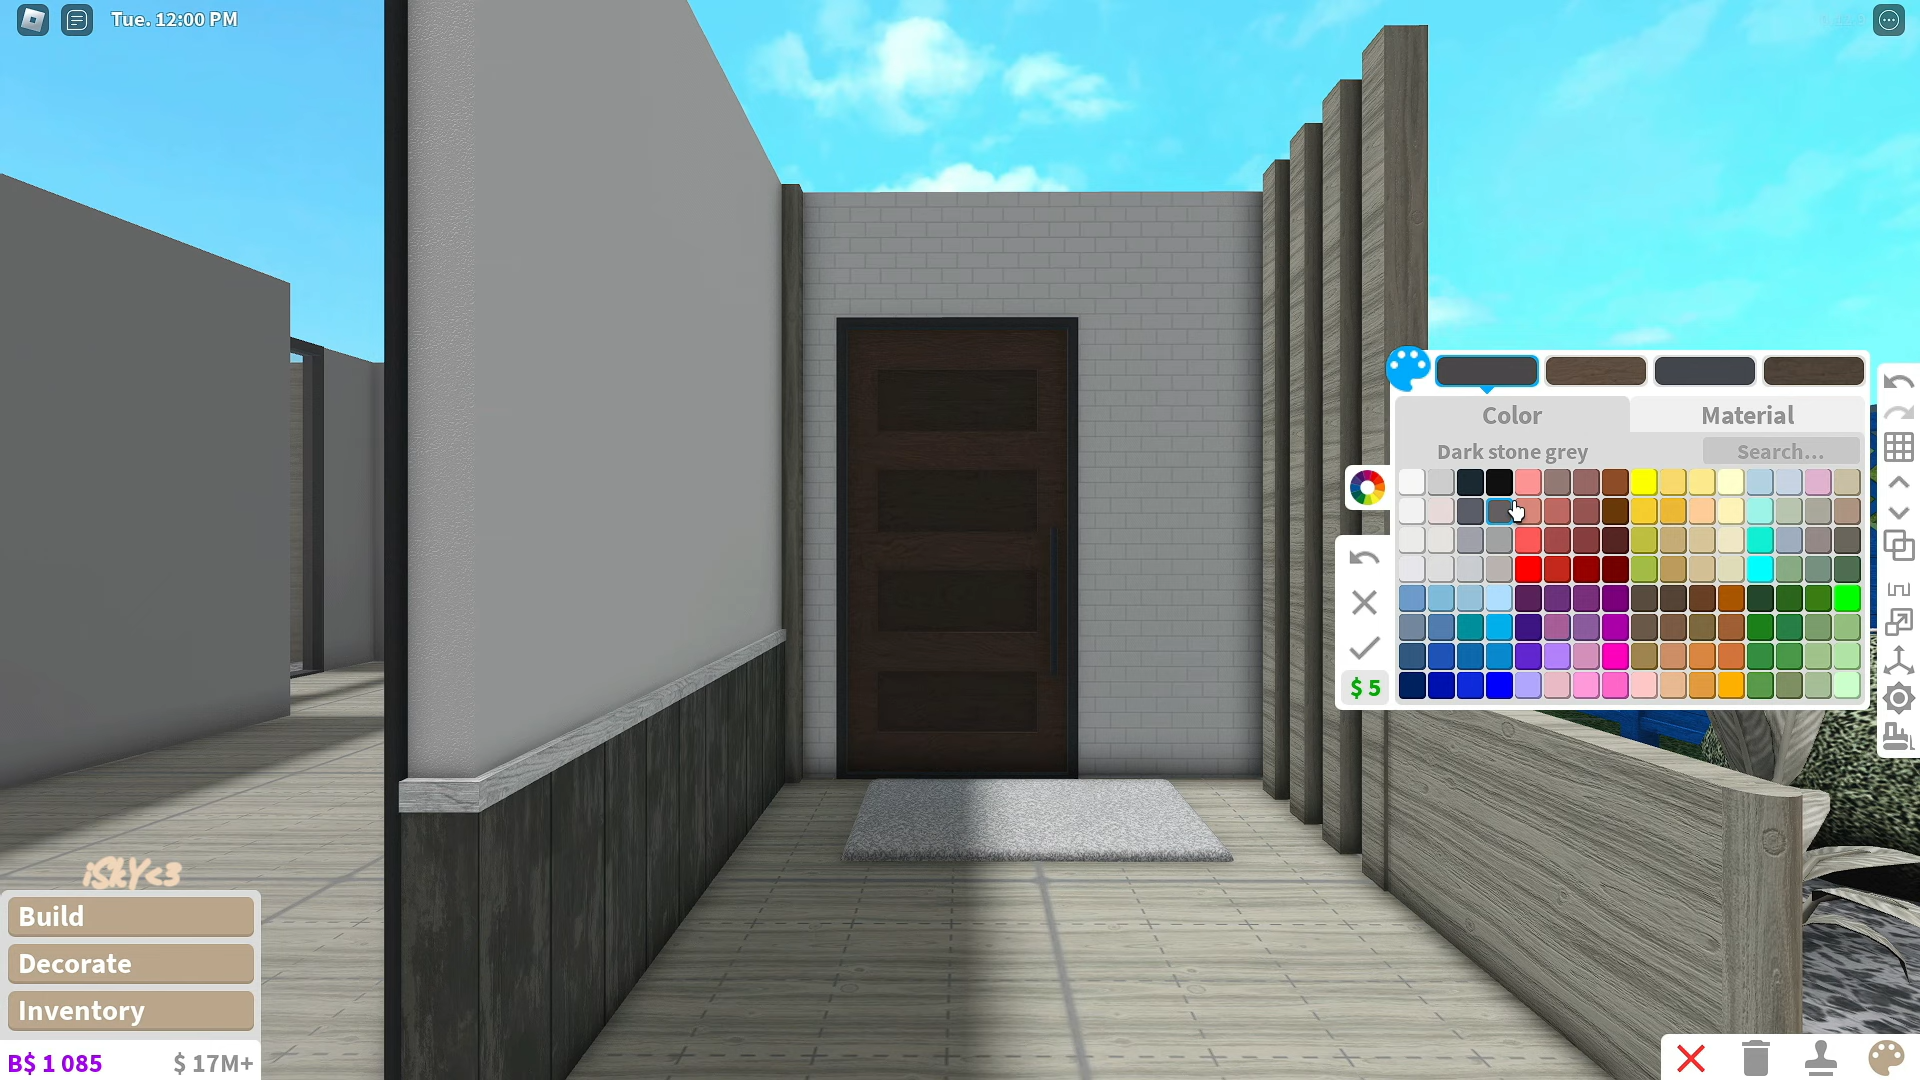 Tue. 12:00 PM
Color
Material
Dark stone grey
Search...
$ 5
iSkY<3
Build
Decorate
Inventory
B$ 1 085
$ 17M+